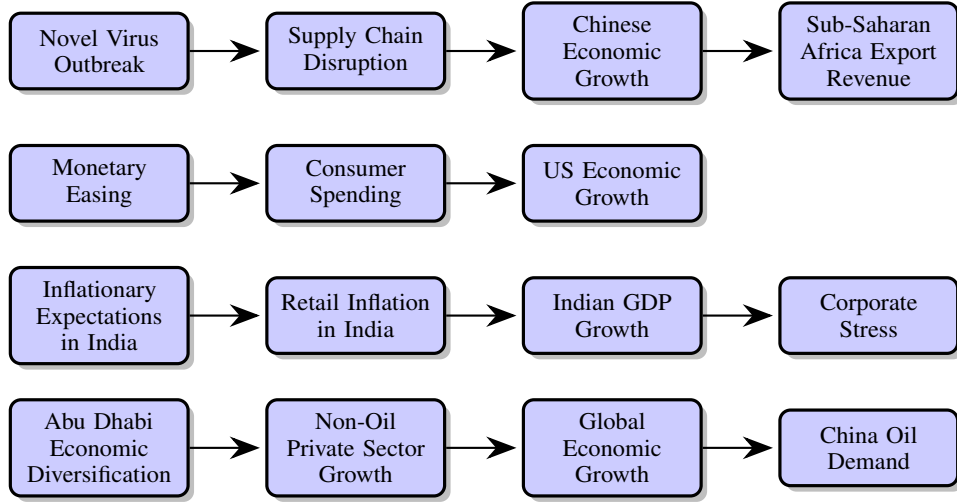 Novel Virus
Outbreak
Supply Chain
Disruption
Chinese
Economic
Growth
Sub-Saharan
Africa Export
Revenue
Monetary
Easing
Consumer
Spending
US Economic
Growth
Inflationary
Expectations
in India
Retail Inflation
in India
Indian GDP
Growth
Corporate
Stress
Abu Dhabi
Economic
Diversification
Non-Oil
Private Sector
Growth
Global
Economic
Growth
China Oil
Demand